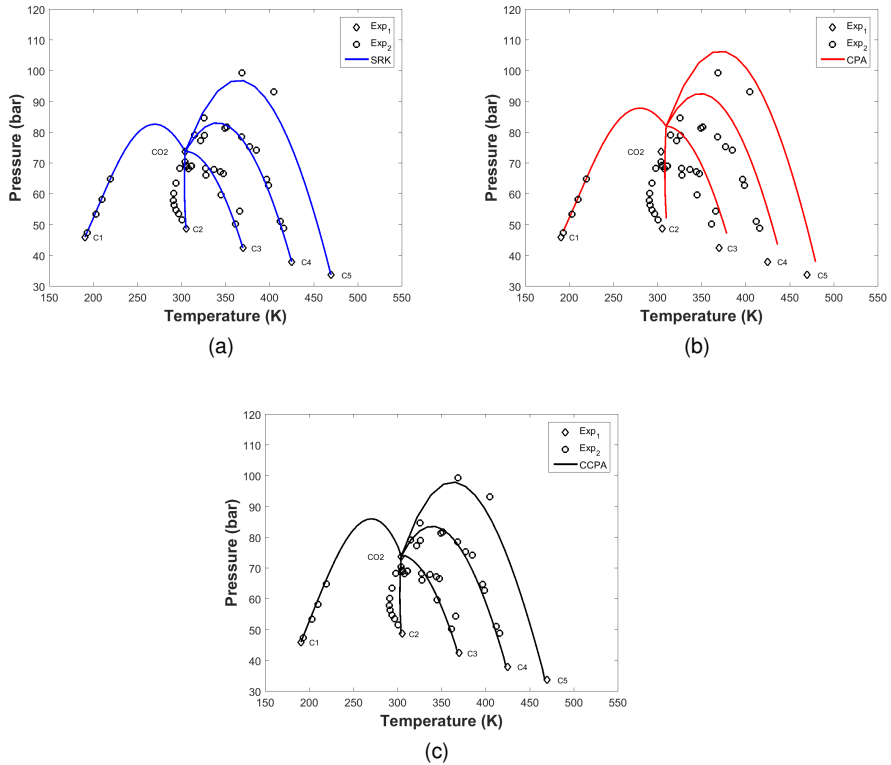 120
110
100
90
80
70
60
50
40
30
Pressure (bar)
150 200 250 300 350 400 450 500 550
Temperature (K)
Exp1
Exp2
SRK
CO2
C1
C2
C3
C4
C5
(a)
120
110
100
90
80
70
60
50
40
30
Pressure (bar)
150 200 250 300 350 400 450 500 550
Temperature (K)
Exp1
Exp2
CPA
CO2
C1
C2
C3
C4
C5
(b)
120
110
100
90
80
70
60
50
40
30
Pressure (bar)
150 200 250 300 350 400 450 500 550
Temperature (K)
Exp1
Exp2
CCPA
CO2
C1
C2
C3
C4
C5
(c)